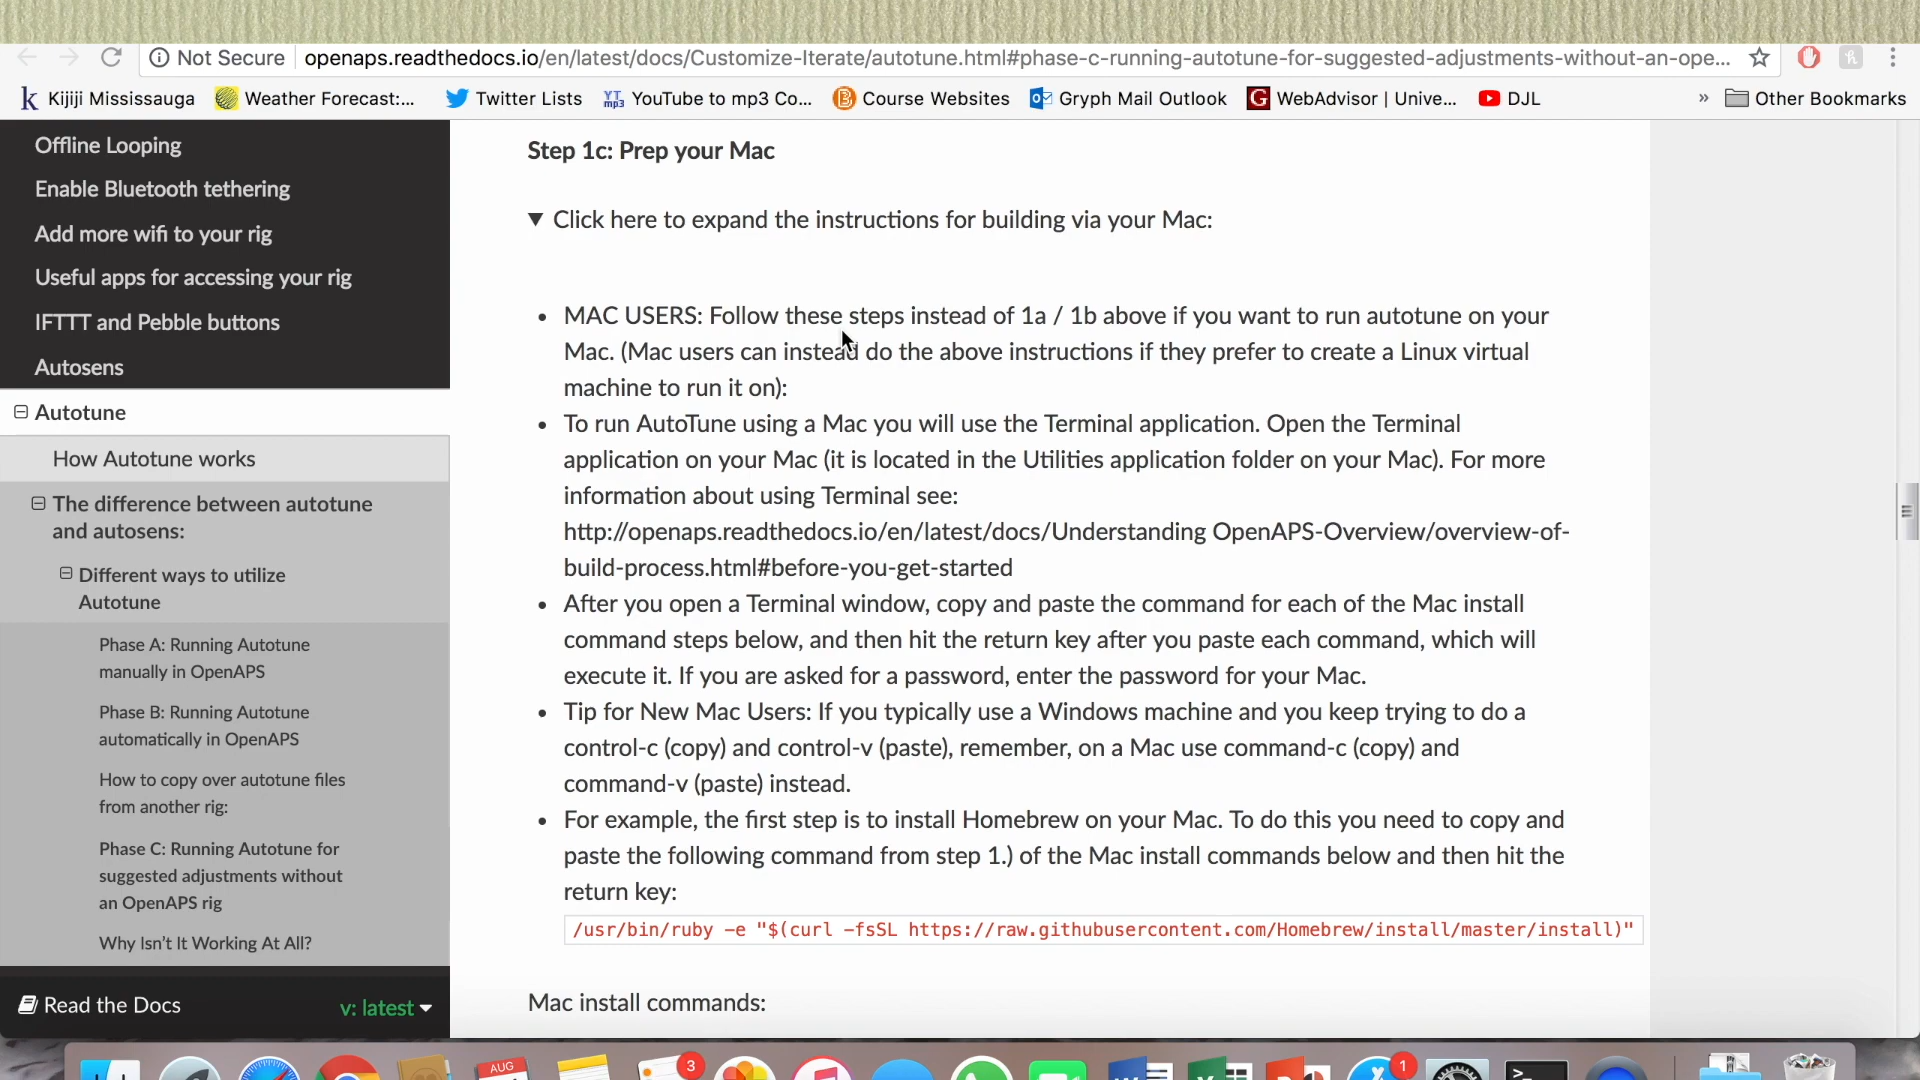 Not Secure
openaps.readthedocs.io/en/latest/docs/Customize-Iterate/autotune.html#phase-c-running-autotune-for-suggested-adjustments-without-an-ope...
k Kijiji Mississauga
Weather Forecast:...
Twitter Lists
YT mp3 YouTube to mp3 Co...
Course Websites
Gryph Mail Outlook
G WebAdvisor | Unive...
DJL
»
Other Bookmarks
Offline Looping
Enable Bluetooth tethering
Add more wifi to your rig
Useful apps for accessing your rig
IFTTT and Pebble buttons
Autosens
Autotune
How Autotune works
The difference between autotune
and autosens:
Different ways to utilize
Autotune
Phase A: Running Autotune
manually in OpenAPS
Phase B: Running Autotune
automatically in OpenAPS
How to copy over autotune files
from another rig:
Phase C: Running Autotune for
suggested adjustments without
an OpenAPS rig
Why Isn't It Working At All?
Read the Docs
v: latest
Step 1c: Prep your Mac
Click here to expand the instructions for building via your Mac:
• MAC USERS: Follow these steps instead of 1a / 1b above if you want to run autotune on your
Mac. (Mac users can instead do the above instructions if they prefer to create a Linux virtual
machine to run it on):
• To run AutoTune using a Mac you will use the Terminal application. Open the Terminal
application on your Mac (it is located in the Utilities application folder on your Mac). For more
information about using Terminal see:
http://openaps.readthedocs.io/en/latest/docs/Understanding OpenAPS-Overview/overview-of-
build-process.html#before-you-get-started
• After you open a Terminal window, copy and paste the command for each of the Mac install
command steps below, and then hit the return key after you paste each command, which will
execute it. If you are asked for a password, enter the password for your Mac.
• Tip for New Mac Users: If you typically use a Windows machine and you keep trying to do a
control-c (copy) and control-v (paste), remember, on a Mac use command-c (copy) and
command-v (paste) instead.
• For example, the first step is to install Homebrew on your Mac. To do this you need to copy and
paste the following command from step 1.) of the Mac install commands below and then hit the
return key:
/usr/bin/ruby -e "$(curl -fsSL https://raw.githubusercontent.com/Homebrew/install/master/install)"
Mac install commands:
AUG
3
1
>_